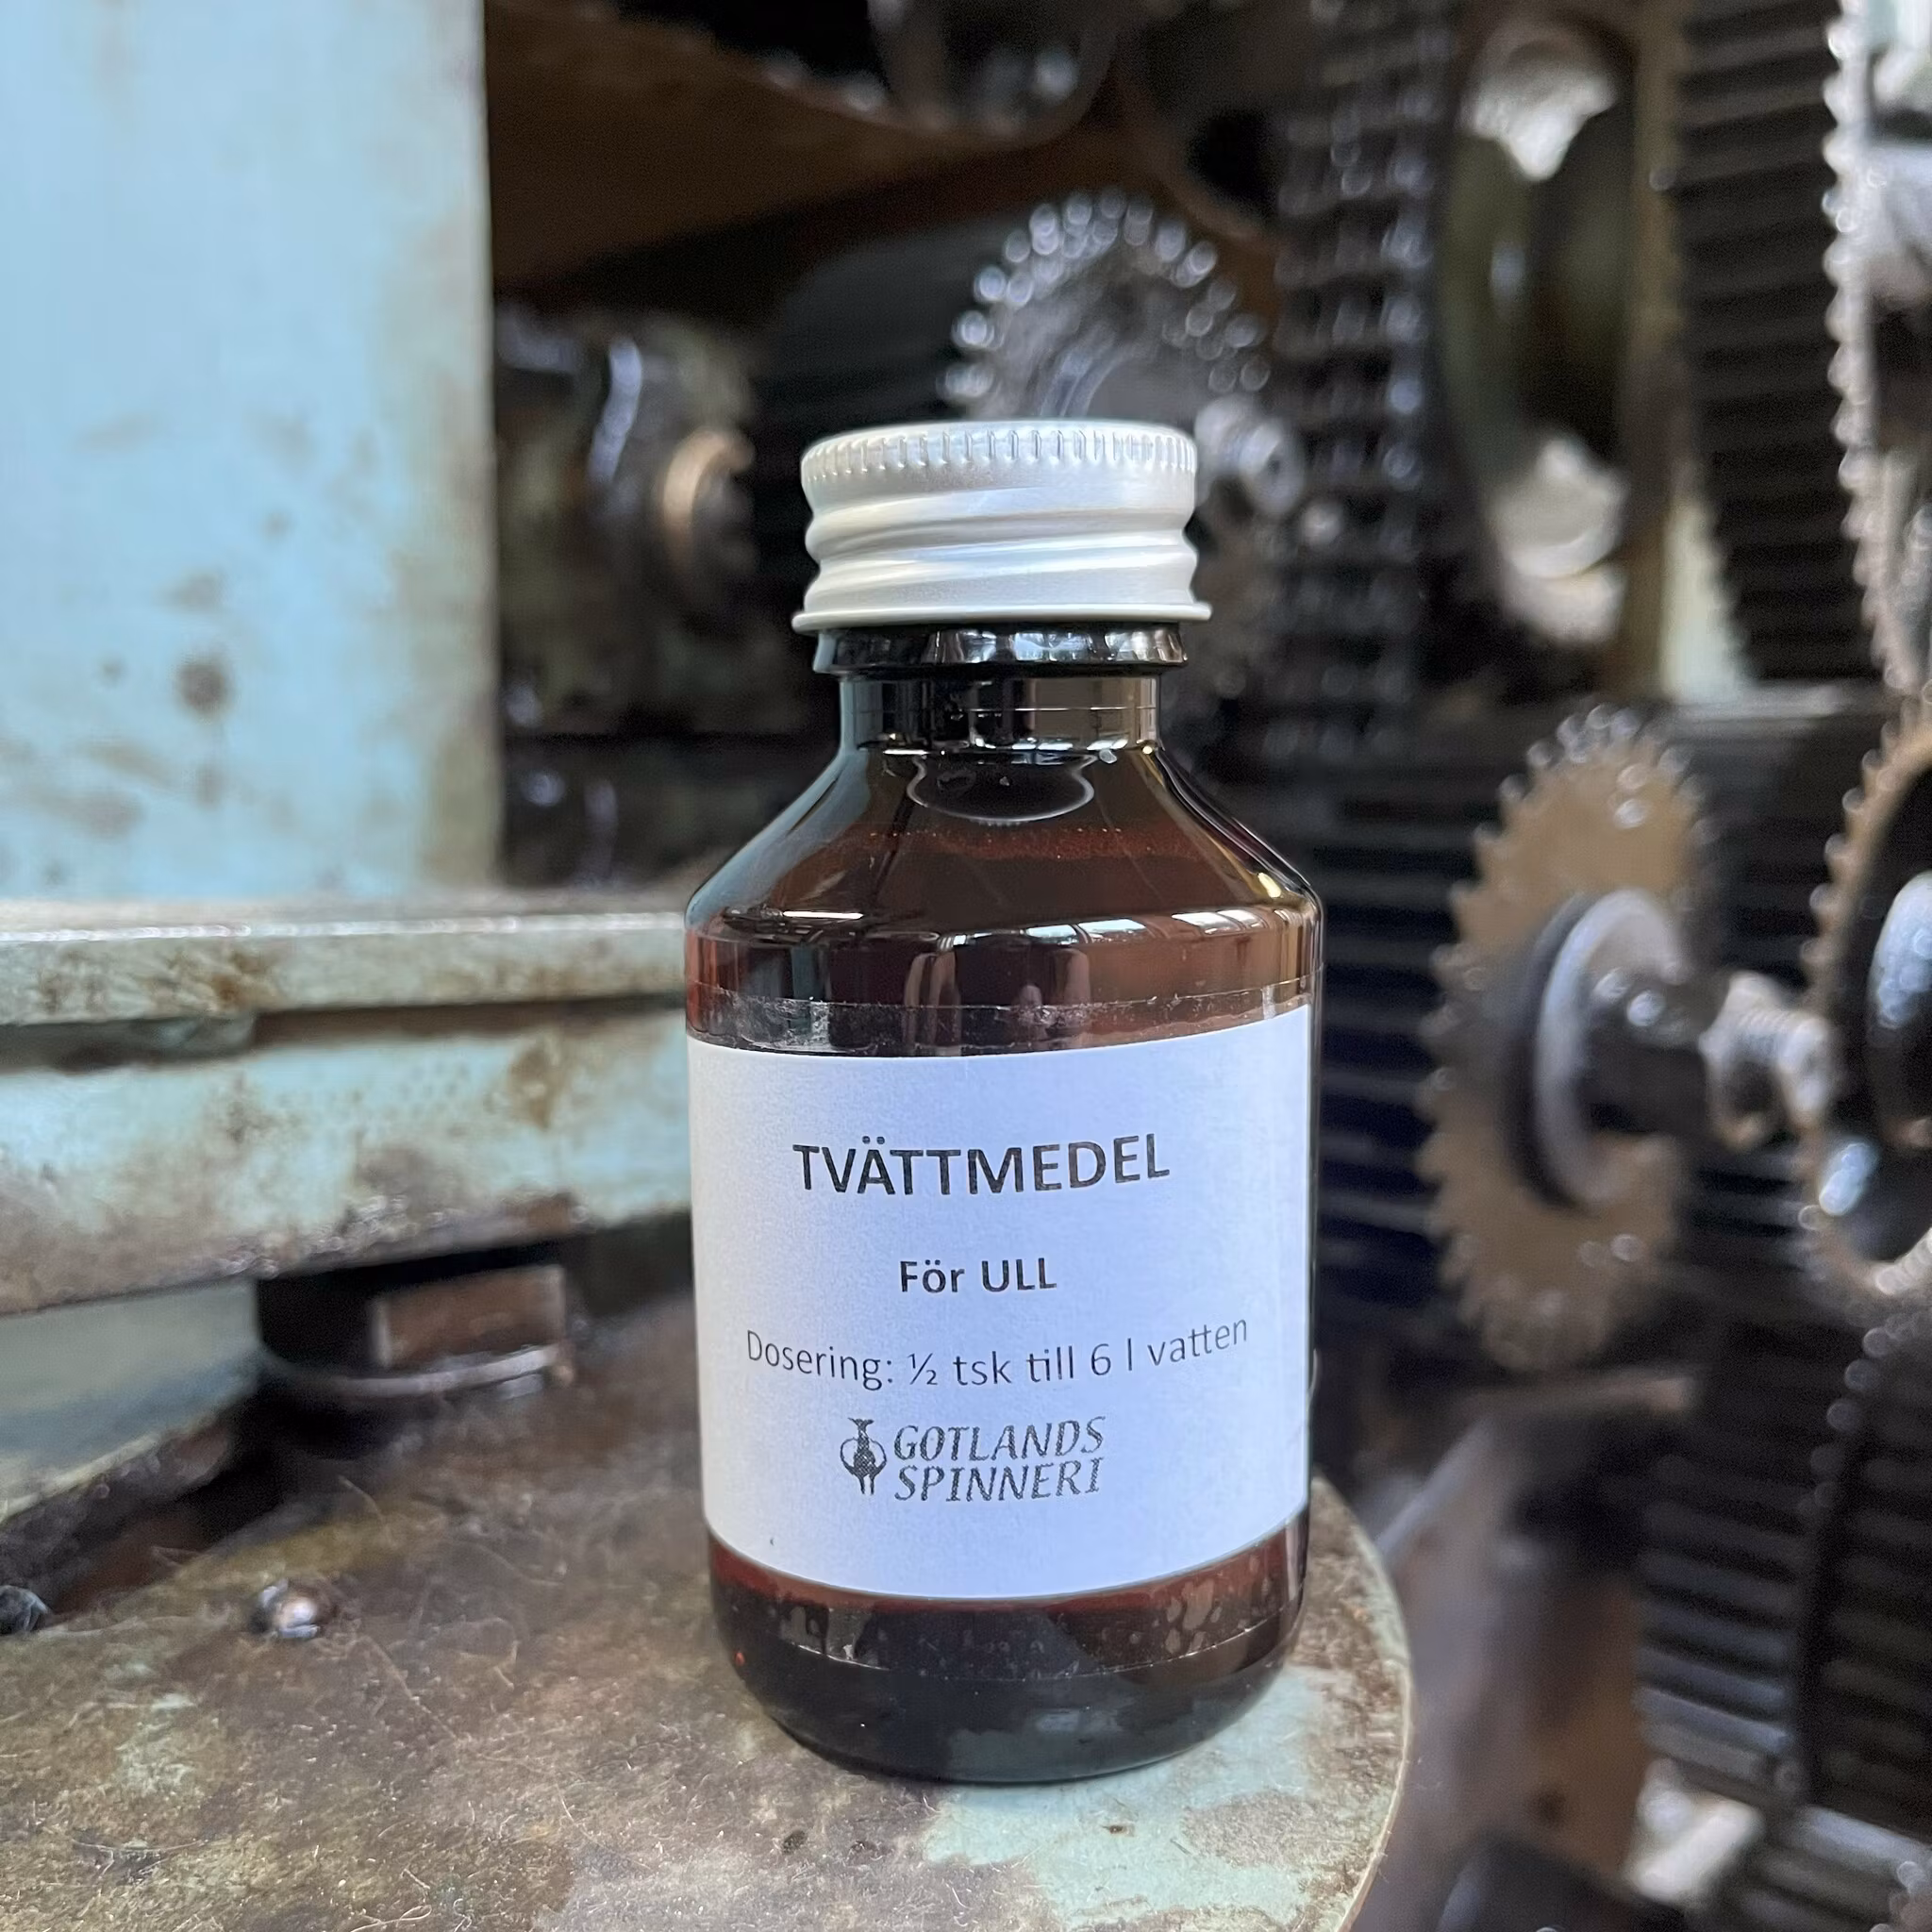 TVÄTTMEDEL
För ULL
Dosering: ½ tsk till 6 l vatten
GOTLANDS
SPINNERI